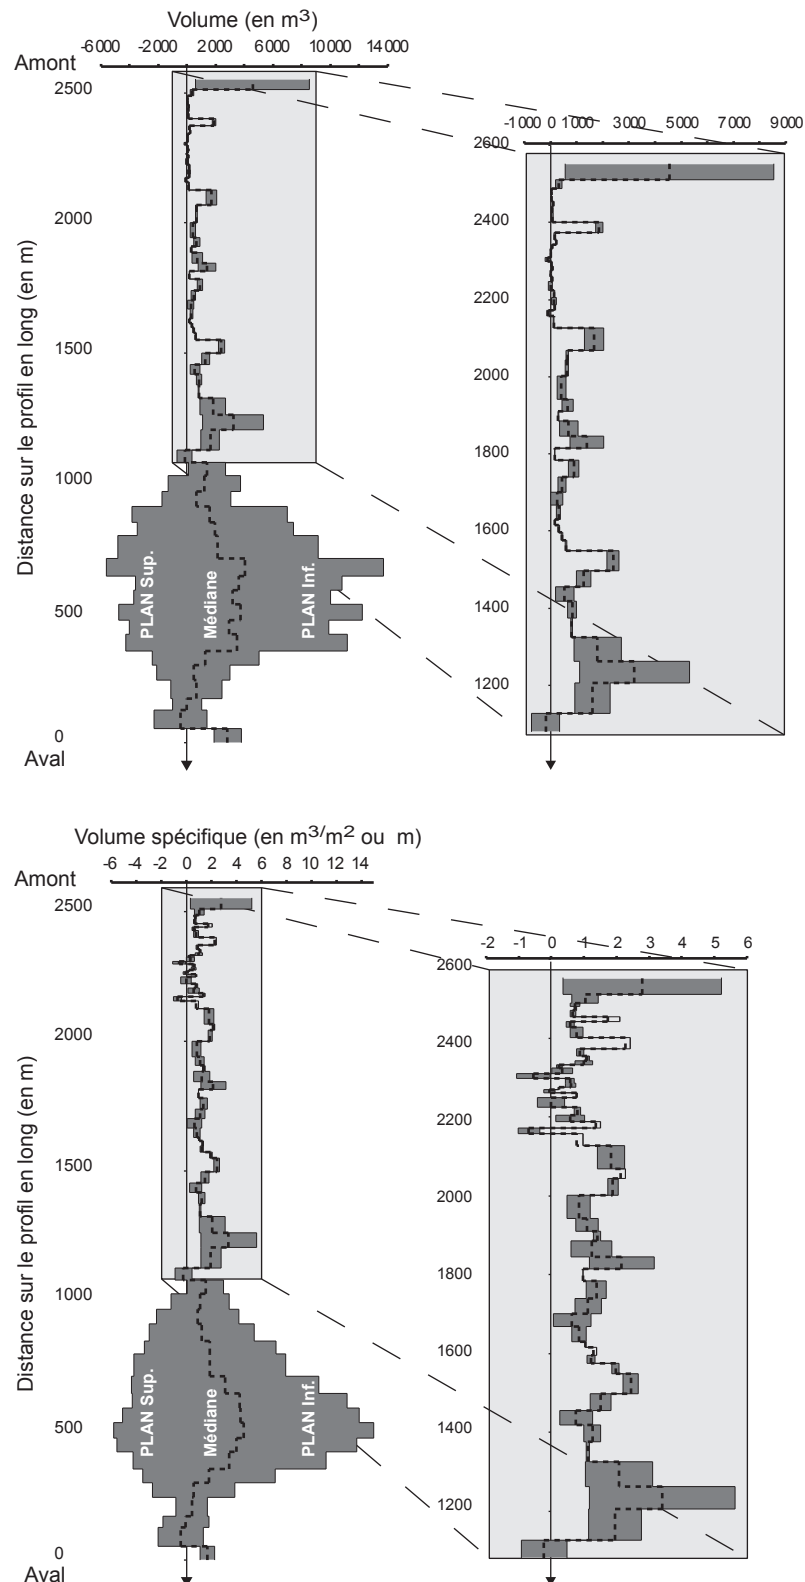 Volume (en m³)
-6000 -2000 0 2000 6000 10000 14000
Amont
2500
2000
1500
1000
500
0
Aval
Distance sur le profil en long (en m)
PLAN Sup.
Médiane
PLAN Inf.
-1000 0 1000 3000 5000 7000 9000
2600
2400
2200
2000
1800
1600
1400
1200
Volume spécifique (en m³/m² ou m)
-6 -4 -2 0 2 4 6 8 10 12 14
Amont
2500
2000
1500
1000
500
0
Aval
Distance sur le profil en long (en m)
PLAN Sup.
Médiane
PLAN Inf.
-2 -1 0 1 2 3 4 5 6
2600
2400
2200
2000
1800
1600
1400
1200